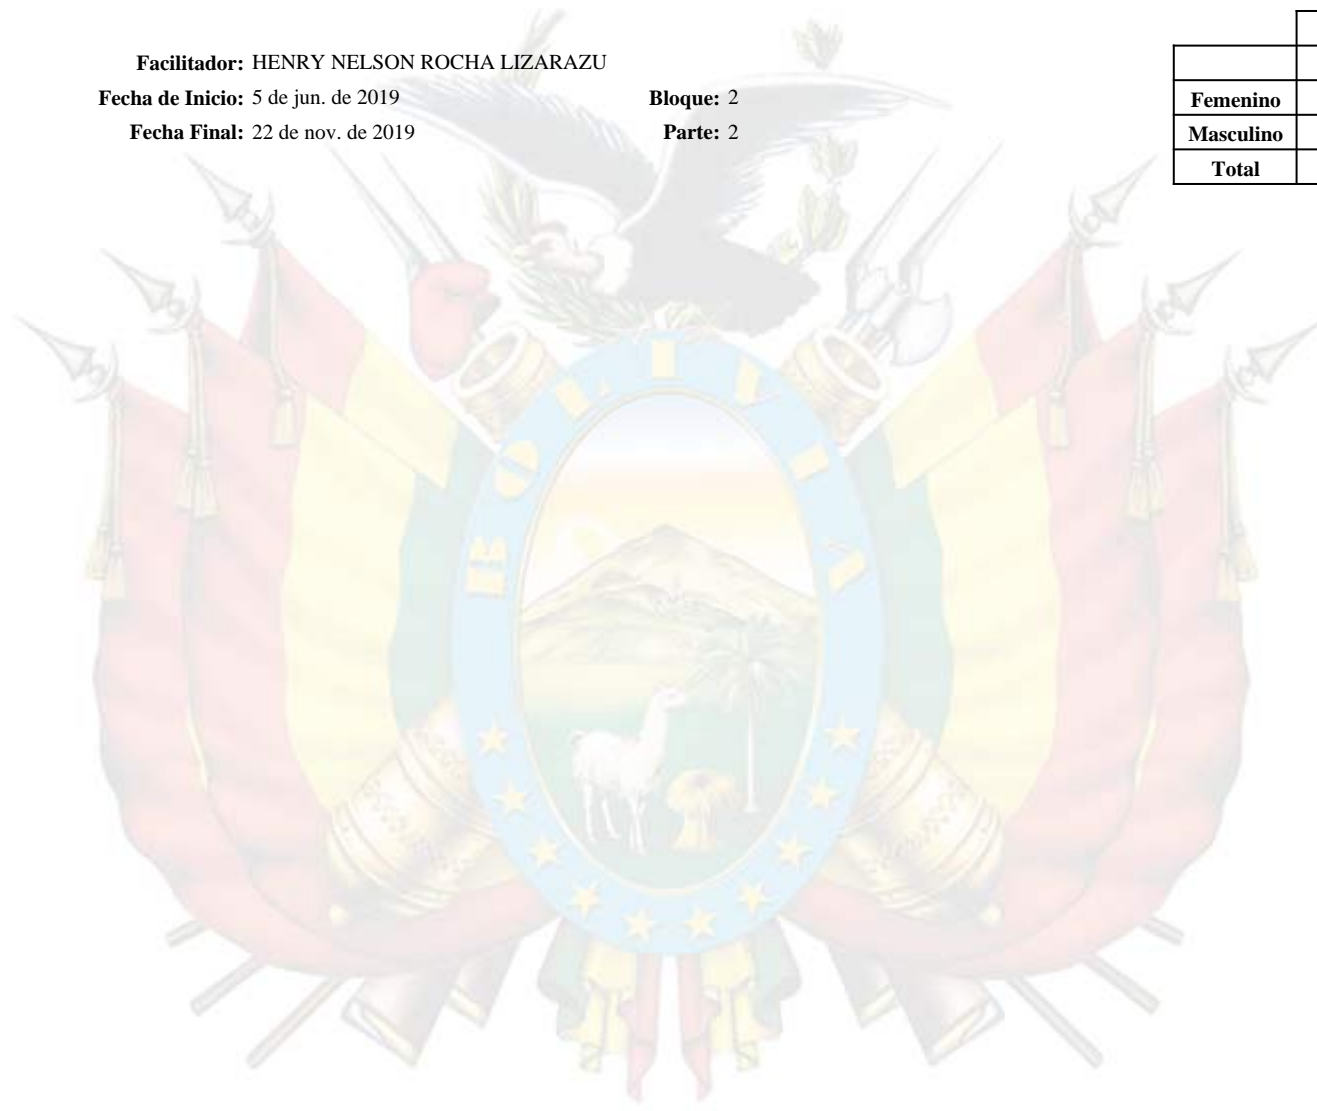 Facilitador: HENRY NELSON ROCHA LIZARAZU
Fecha de Inicio: 5 de jun. de 2019 Bloque: 2
Fecha Final: 22 de nov. de 2019 Parte: 2
Femenino
Masculino
Total
BOLIVIA